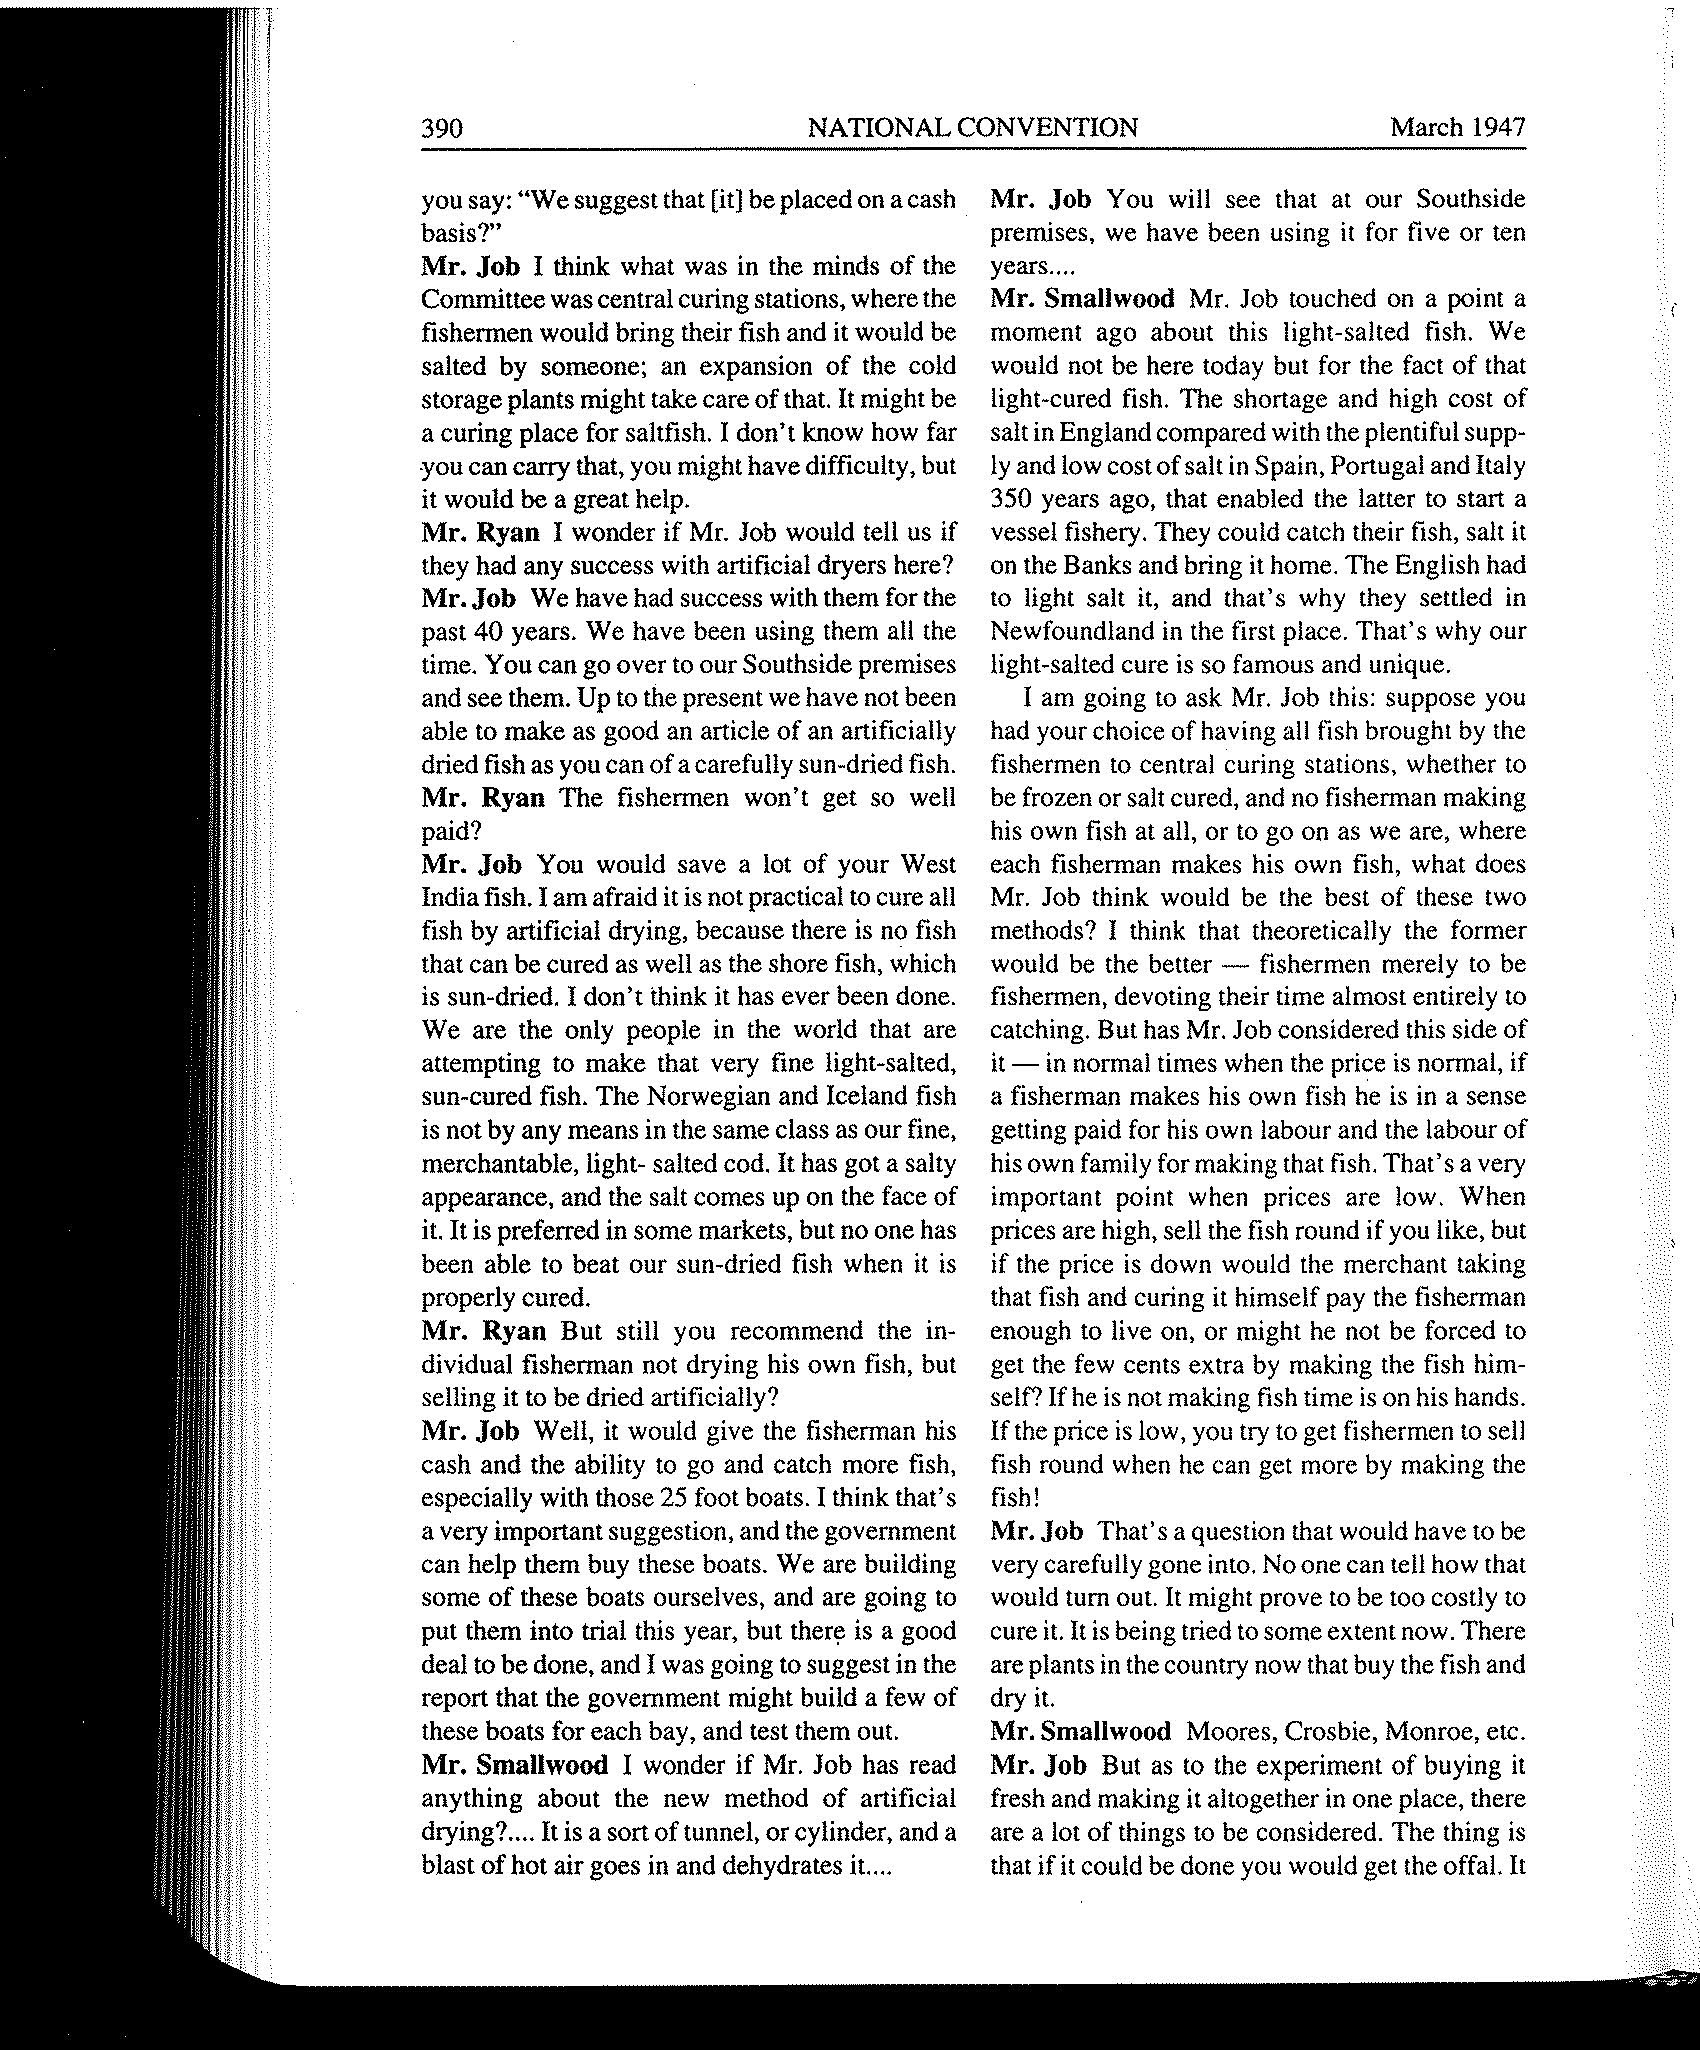 390 NATIONAL CONVENTION March 1947
you say: “We suggest that [it] be placed on a cash
basis?”
Mr. Job I think what was in the minds of the
Committee was central curing stations, where the
fishermen would bring their fish and it would be
salted by someone; an expansion of the cold
storage plants might take care of that. It might be
a curing place for saltfish. I don't know how far
you can carry that, you might have difficulty, but
it would be a great help.
Mr. Ryan I wonder if Mr. Job would tell us if
they had any success with artificial dryers here?
Mr. Job We have had success with them for the
past 40 years. We have been using them all the
time. You can go over to our Southside premises
and see them. Up to the present we have not been
able to make as good an article of an artificially
dried fish as you can of a carefully sun-dried fish.
Mr. Ryan The fishermen won't get so well
paid?
Mr. Job You would save a lot of your West
India fish. I am afraid it is not practical to cure all
fish by artificial drying, because there is no fish
that can be cured as well as the shore fish, which
is sun-dried. I don't think it has ever been done.
We are the only people in the world that are
attempting to make that very fine light-salted,
sun-cured fish. The Norwegian and Iceland fish
is not by any means in the same class as our fine,
merchantable, light- salted cod. It has got a salty
appearance, and the salt comes up on the face of
it. It is preferred in some markets, but no one has
been able to beat our sun-dried fish when it is
properly cured.
Mr. Ryan But still you recommend the in-
dividual fisherman not drying his own fish, but
selling it to be dried artificially?
Mr. Job Well, it would give the fisherman his
cash and the ability to go and catch more fish,
especially with those 25 foot boats. I think that's
a very important suggestion, and the government
can help them buy these boats. We are building
some of these boats ourselves, and are going to
put them into trial this year, but there is a good
deal to be done, and I was going to suggest in the
report that the government might build a few of
these boats for each bay, and test them out.
Mr. Smallwood I wonder if Mr. Job has read
anything about the new method of artificial
drying?.... It is a sort of tunnel, or cylinder, and a
blast of hot air goes in and dehydrates it....
Mr. Job You will see that at our Southside
premises, we have been using it for five or ten
years....
Mr. Smallwood Mr. Job touched on a point a
moment ago about this light-salted fish. We
would not be here today but for the fact of that
light-cured fish. The shortage and high cost of
salt in England compared with the plentiful supp-
ly and low cost of salt in Spain, Portugal and Italy
350 years ago, that enabled the latter to start a
vessel fishery. They could catch their fish, salt it
on the Banks and bring it home. The English had
to light salt it, and that's why they settled in
Newfoundland in the first place. That's why our
light-salted cure is so famous and unique.
I am going to ask Mr. Job this: suppose you
had your choice of having all fish brought by the
fishermen to central curing stations, whether to
be frozen or salt cured, and no fisherman making
his own fish at all, or to go on as we are, where
each fisherman makes his own fish, what does
Mr. Job think would be the best of these two
methods? I think that theoretically the former
would be the better — fishermen merely to be
fishermen, devoting their time almost entirely to
catching. But has Mr. Job considered this side of
it — in normal times when the price is normal, if
a fisherman makes his own fish he is in a sense
getting paid for his own labour and the labour of
his own family for making that fish. That's a very
important point when prices are low. When
prices are high, sell the fish round if you like, but
if the price is down would the merchant taking
that fish and curing it himself pay the fisherman
enough to live on, or might he not be forced to
get the few cents extra by making the fish him-
self? If he is not making fish time is on his hands.
If the price is low, you try to get fishermen to sell
fish round when he can get more by making the
fish!
Mr. Job That's a question that would have to be
very carefully gone into. No one can tell how that
would turn out. It might prove to be too costly to
cure it. It is being tried to some extent now. There
are plants in the country now that buy the fish and
dry it.
Mr. Smallwood Moores, Crosbie, Monroe, etc.
Mr. Job But as to the experiment of buying it
fresh and making it altogether in one place, there
are a lot of things to be considered. The thing is
that if it could be done you would get the offal. It